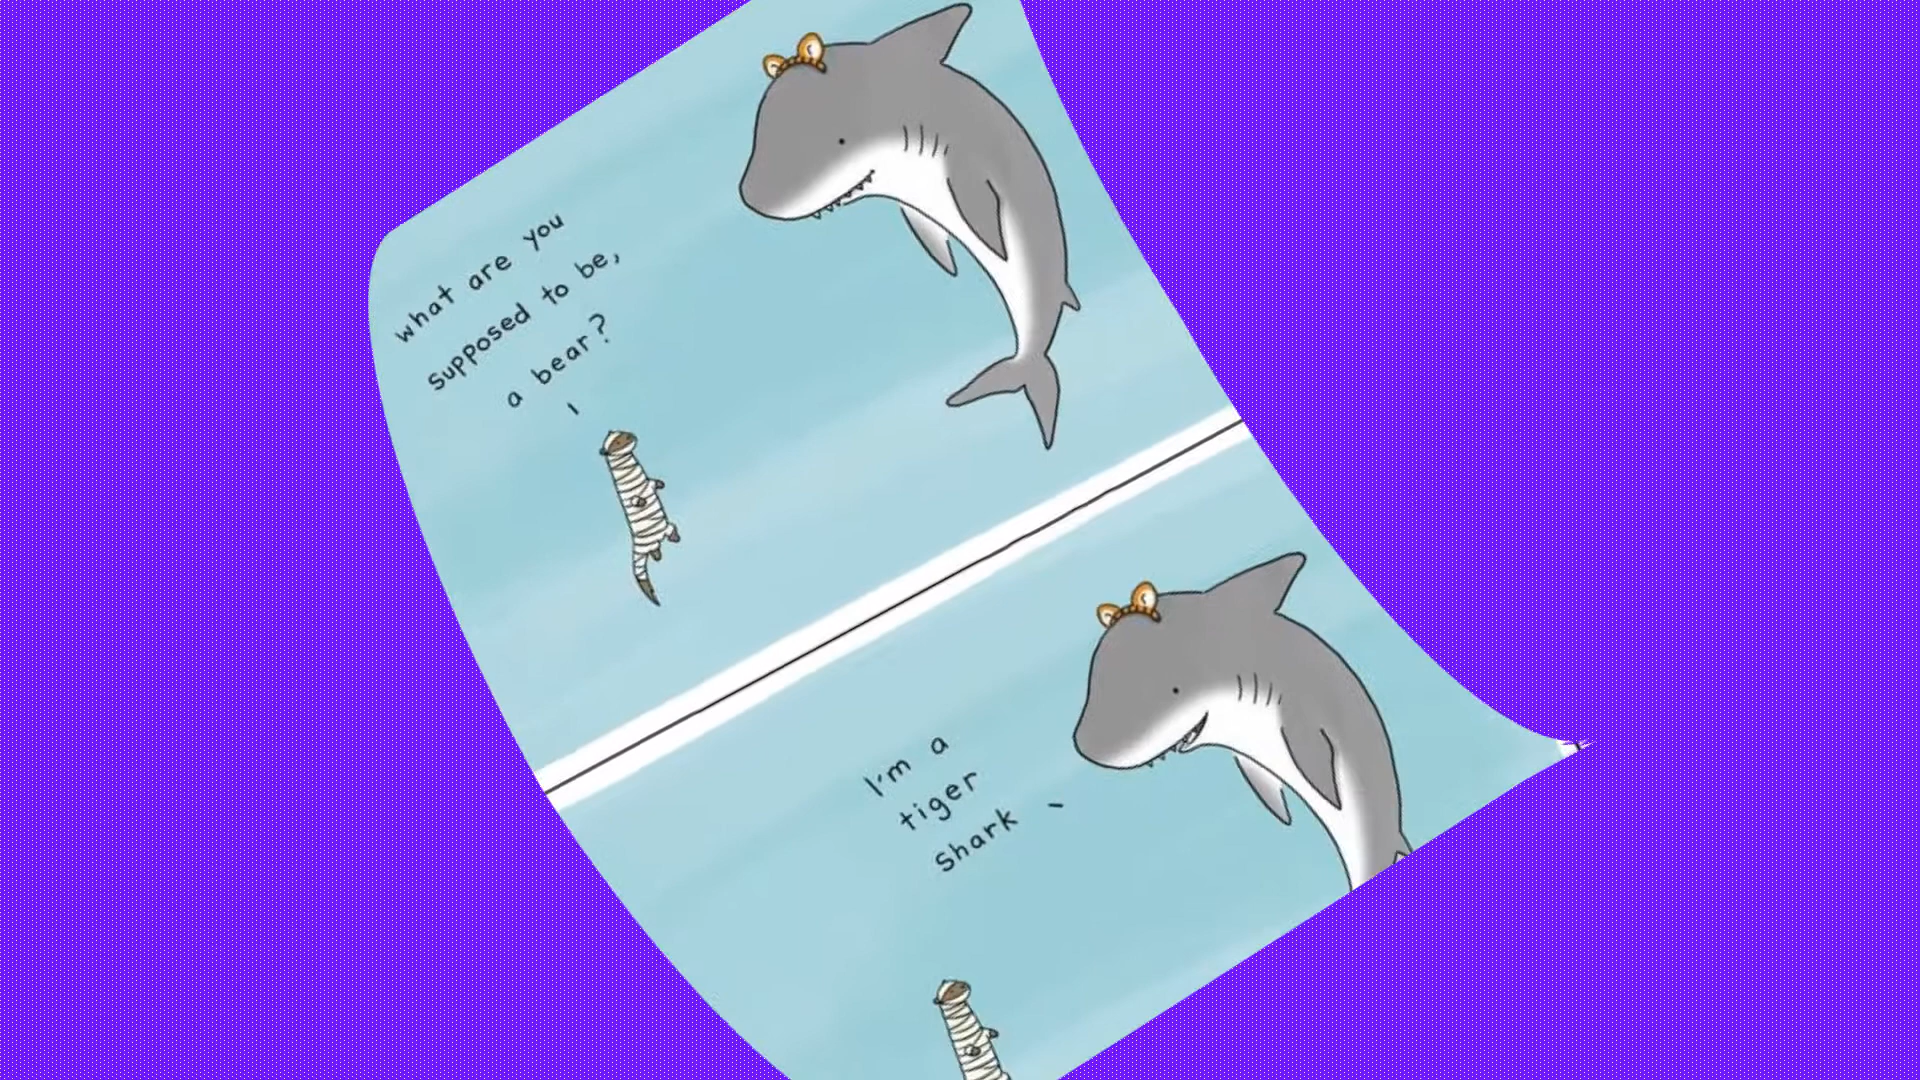 what are you
supposed to be,
a bear?
I'm a
tiger
shark